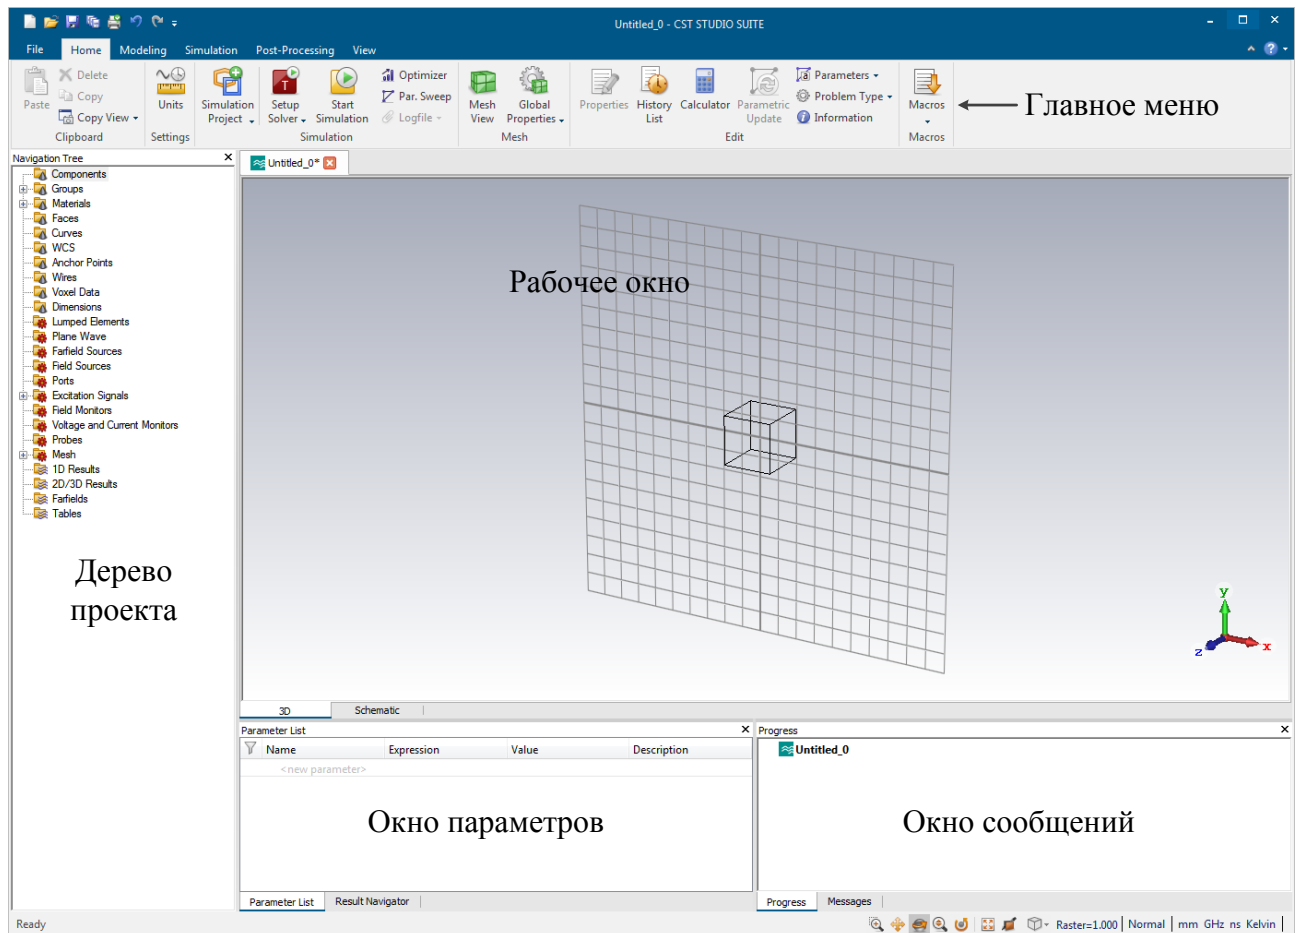 Untitled_0 - CST STUDIO SUITE
File Home Modeling Simulation Post-Processing View
Paste
Delete
Copy
Copy View
Clipboard
Units
Settings
Simulation
Project
Setup
Solver
Start
Simulation
Optimizer
Par. Sweep
Logfile
Simulation
Mesh
View
Global
Properties
Mesh
Properties
History
List
Calculator
Parametric
Update
Parameters
Problem Type
Information
Edit
Macros
Macros
Главное меню
Navigation Tree
Components
Groups
Materials
Faces
Curves
WCS
Anchor Points
Wires
Voxel Data
Dimensions
Lumped Elements
Plane Wave
Farfield Sources
Field Sources
Ports
Excitation Signals
Field Monitors
Voltage and Current Monitors
Probes
Mesh
1D Results
2D/3D Results
Farfields
Tables
Дерево
проекта
Untitled_0*
Рабочее окно
y
x
z
3D Schematic
Parameter List
Name Expression Value Description
<new parameter>
Окно параметров
Parameter List Result Navigator
Progress
Untitled_0
Окно сообщений
Progress Messages
Ready
Raster=1.000 Normal mm GHz ns Kelvin